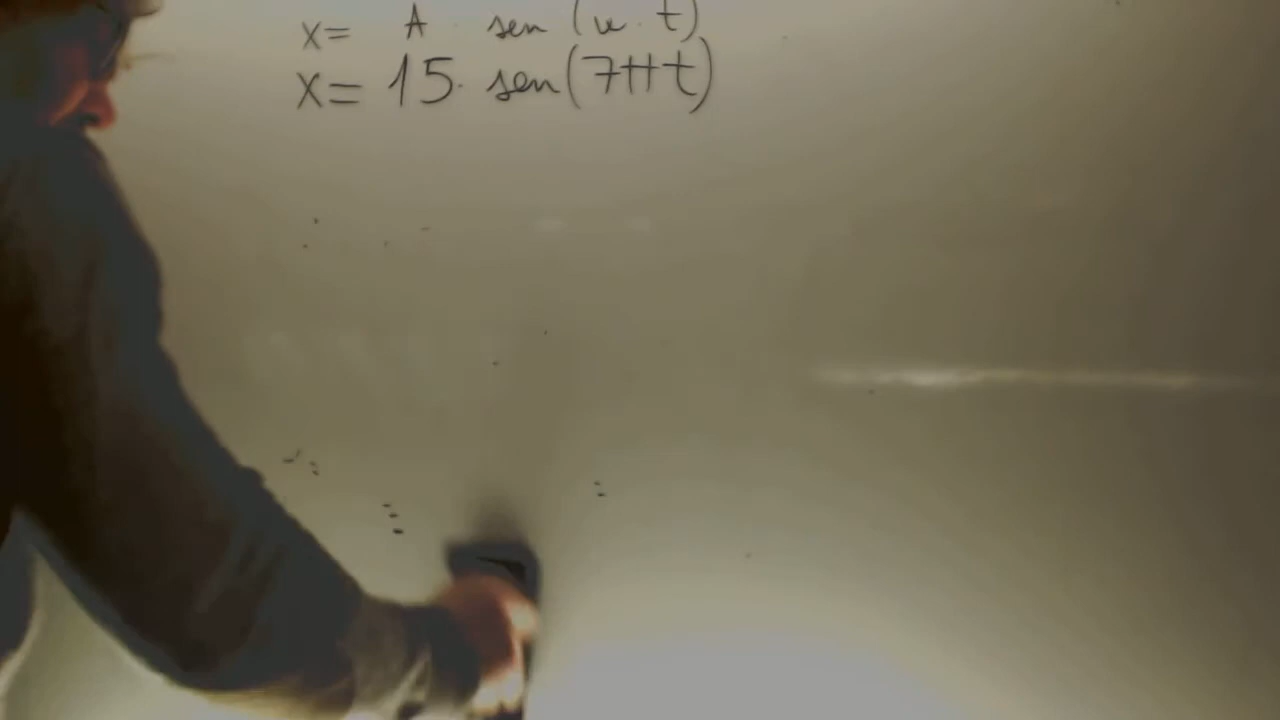 x= A · sen (w · t)
x= 15 · sen(7πt)